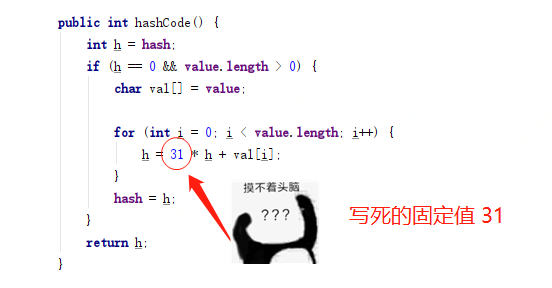 public int hashCode() {
int h = hash;
if (h == 0 && value.length > 0) {
char val[] = value;
for (int i = 0; i < value.length; i++) {
h = 31 * h + val[i];
}
hash = h;
}
return h;
}
摸不着头脑
???
写死的固定值 31